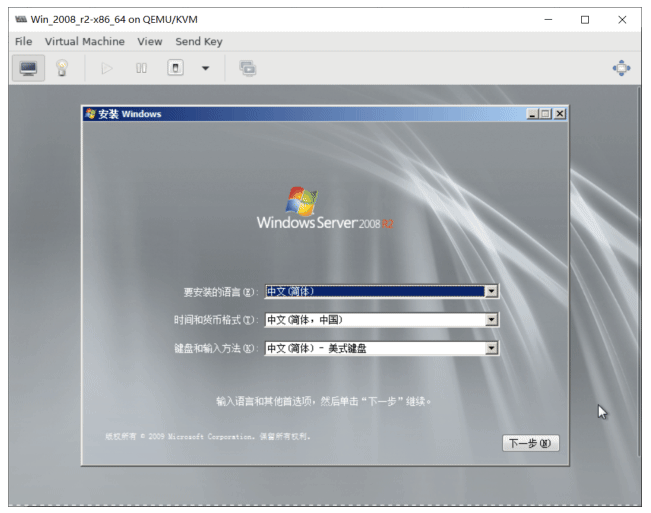 Win_2008_r2-x86_64 on QEMU/KVM
File Virtual Machine View Send Key
安装 Windows
Windows Server 2008 R2
要安装的语言(E): 中文(简体)
时间和货币格式(T): 中文(简体，中国)
键盘和输入方法(K): 中文(简体) - 美式键盘
输入语言和其他首选项，然后单击“下一步”继续。
版权所有 © 2009 Microsoft Corporation。保留所有权利。
下一步(N)